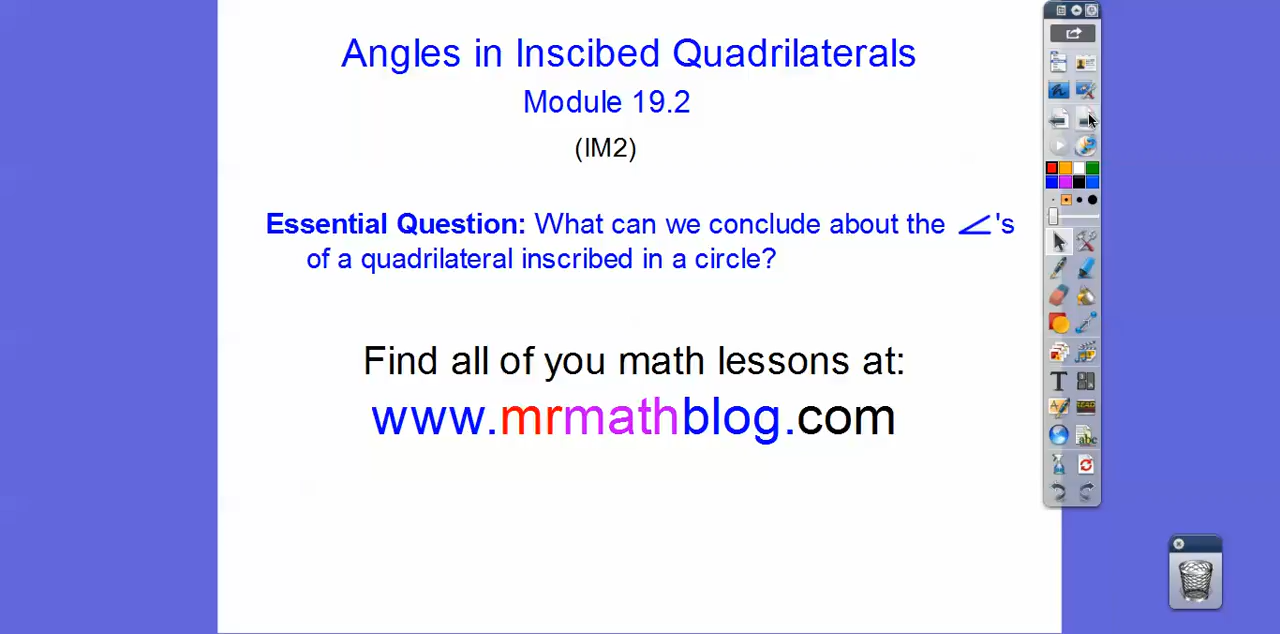 Angles in Inscibed Quadrilaterals
Module 19.2
(IM2)
Essential Question: What can we conclude about the ∠'s
of a quadrilateral inscribed in a circle?
Find all of you math lessons at:
www.mrmathblog.com